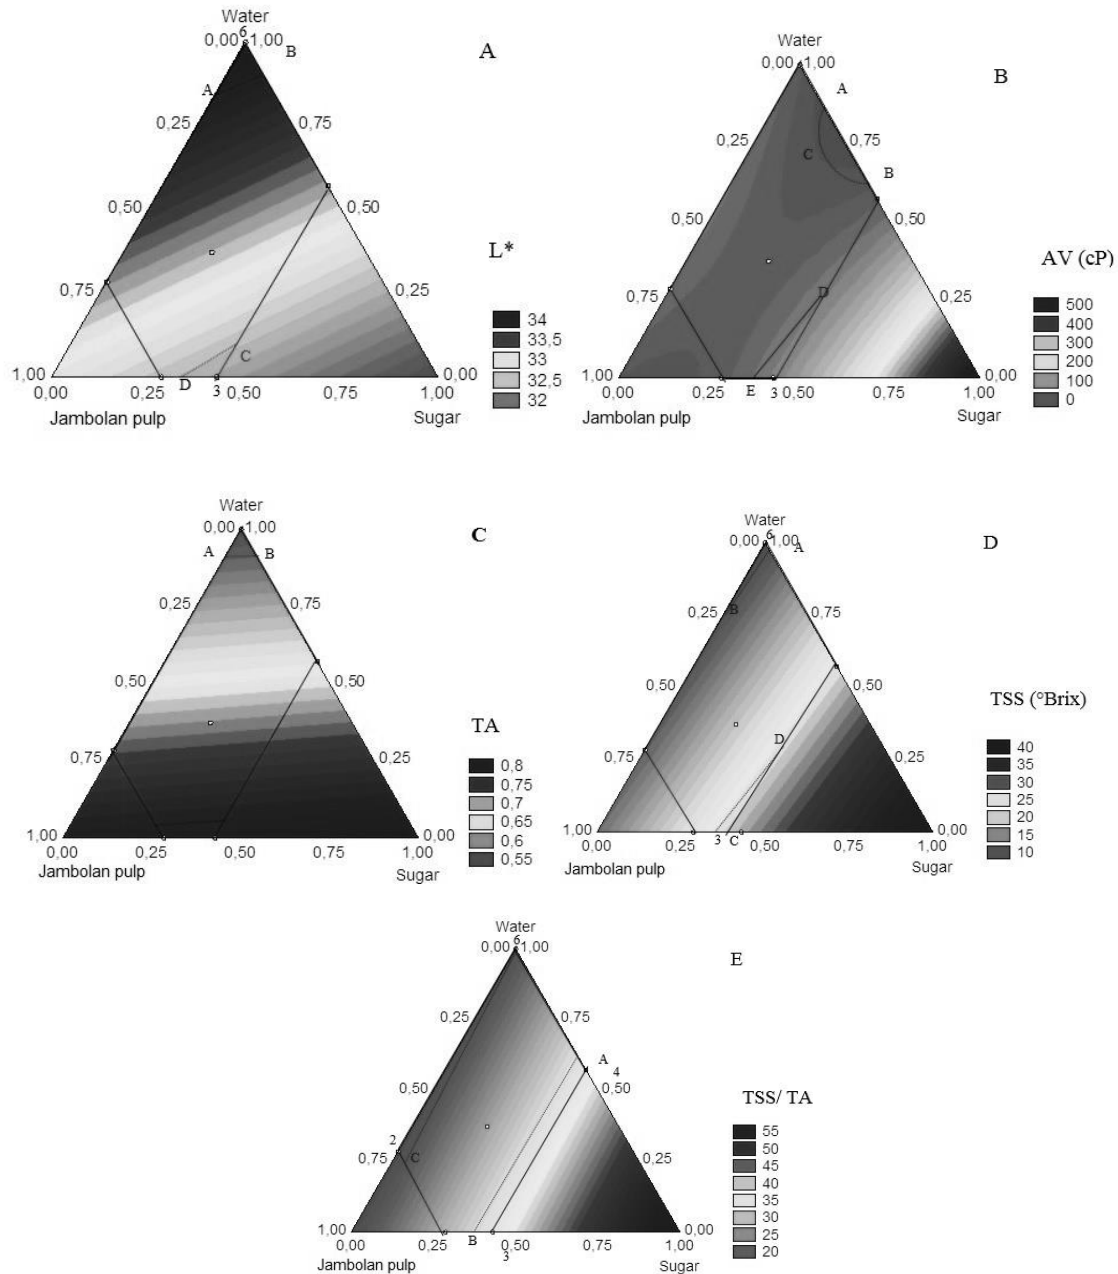 Water
6
0,00 1,00
B
A
A
0,25
0,75
0,50
0,50
L*
0,75
0,25
34
33,5
33
32,5
32
C
D
3
1,00
0,00
0,00
0,50
0,75
1,00
Jambolan pulp
Sugar
Water
0,00 1,00
B
A
0,25
0,75
C
B
0,50
0,50
AV (cP)
D
0,75
0,25
500
400
300
200
100
0
1,00
0,00
0,00
0,25
E
3
0,50
0,75
1,00
Jambolan pulp
Sugar
Water
0,00 1,00
C
A
B
0,25
0,75
0,50
0,50
TA
0,75
0,25
0,8
0,75
0,7
0,65
0,6
0,55
1,00
0,00
0,00
0,25
0,50
0,75
1,00
Jambolan pulp
Sugar
Water
6
0,00 1,00
A
D
0,25
B
0,75
0,50
0,50
TSS (°Brix)
D
0,75
0,25
40
35
30
25
20
15
10
1,00
0,00
0,00
0,25
3
C
0,50
0,75
1,00
Jambolan pulp
Sugar
Water
6
0,00 1,00
E
0,25
0,75
A
4
0,50
0,50
TSS/ TA
2
0,75
C
0,25
55
50
45
40
35
30
25
20
1,00
0,00
0,00
0,25
B
3
0,50
0,75
1,00
Jambolan pulp
Sugar